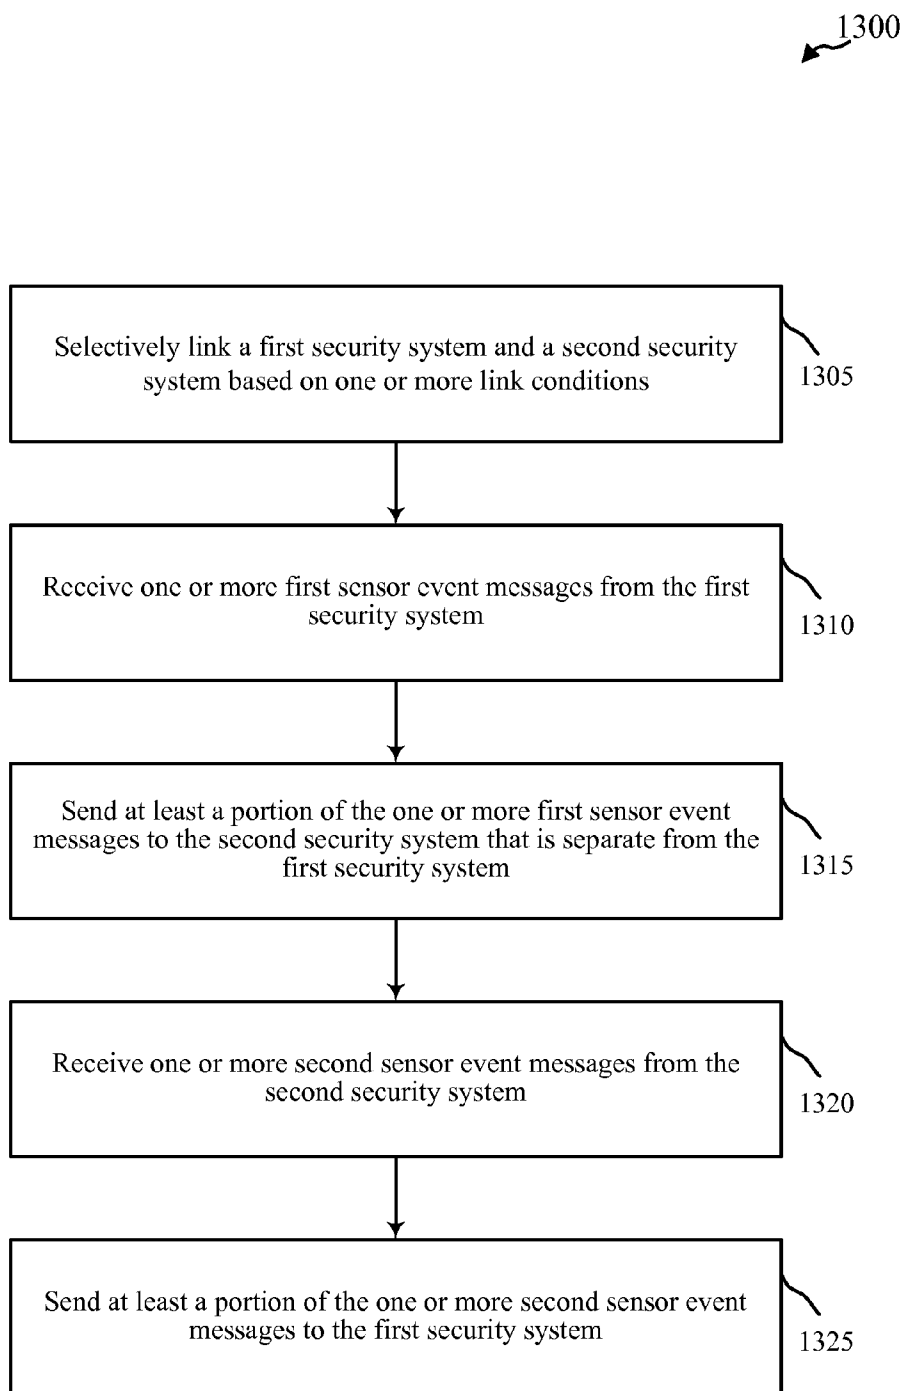 1300
Selectively link a first security system and a second security
system based on one or more link conditions
1305
Receive one or more first sensor event messages from the first
security system
1310
Send at least a portion of the one or more first sensor event
messages to the second security system that is separate from the
first security system
1315
Receive one or more second sensor event messages from the
second security system
1320
Send at least a portion of the one or more second sensor event
messages to the first security system
1325